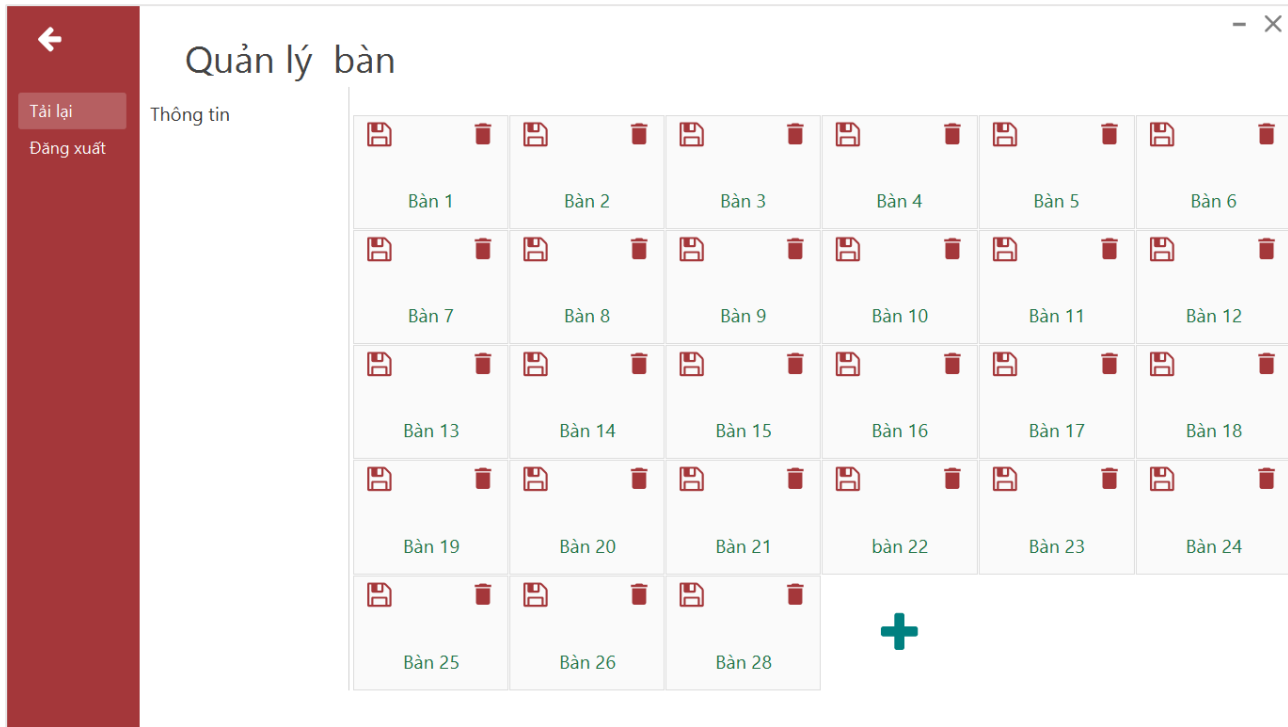 Quản lý bàn
Tải lại
Đăng xuất
Thông tin
Bàn 1 Bàn 2 Bàn 3 Bàn 4 Bàn 5 Bàn 6
Bàn 7 Bàn 8 Bàn 9 Bàn 10 Bàn 11 Bàn 12
Bàn 13 Bàn 14 Bàn 15 Bàn 16 Bàn 17 Bàn 18
Bàn 19 Bàn 20 Bàn 21 bàn 22 Bàn 23 Bàn 24
Bàn 25 Bàn 26 Bàn 28